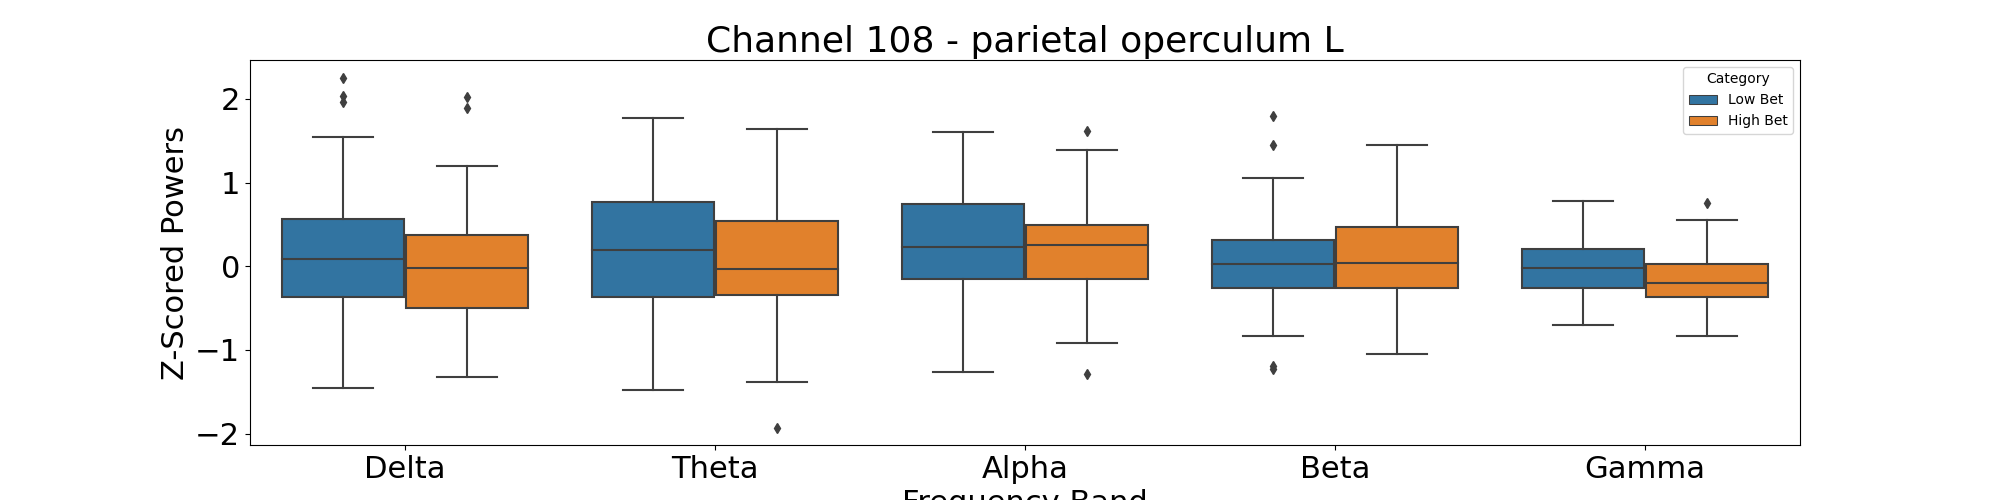 Channel 108 - parietal operculum L
Z-Scored Powers
2
1
0
−1
−2
Category
Low Bet
High Bet
Delta
Theta
Alpha
Beta
Gamma
Frequency Band